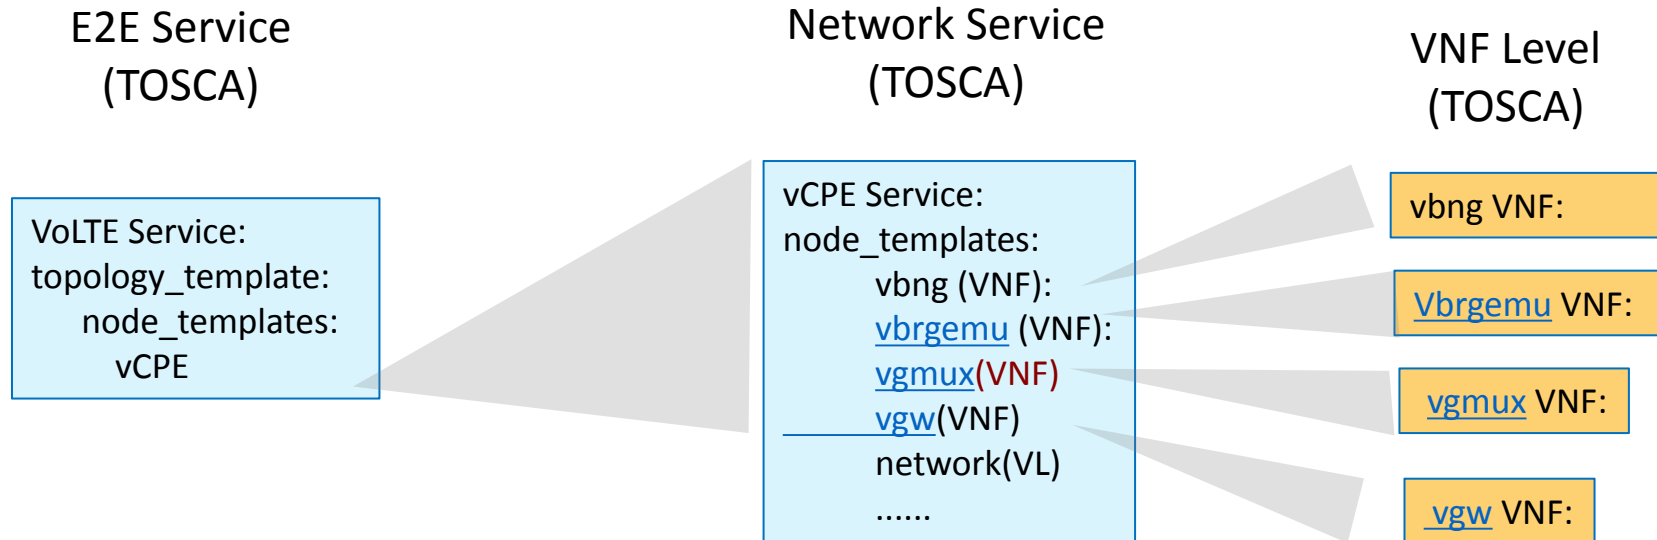 E2E Service
(TOSCA)
Network Service
(TOSCA)
VNF Level
(TOSCA)
VoLTE Service:
topology_template:
node_templates:
vCPE
vCPE Service:
node_templates:
vbng (VNF):
vbrgemu (VNF):
vgmux(VNF)
vgw(VNF)
network(VL)
......
vbng VNF:
Vbrgemu VNF:
vgmux VNF:
vgw VNF: